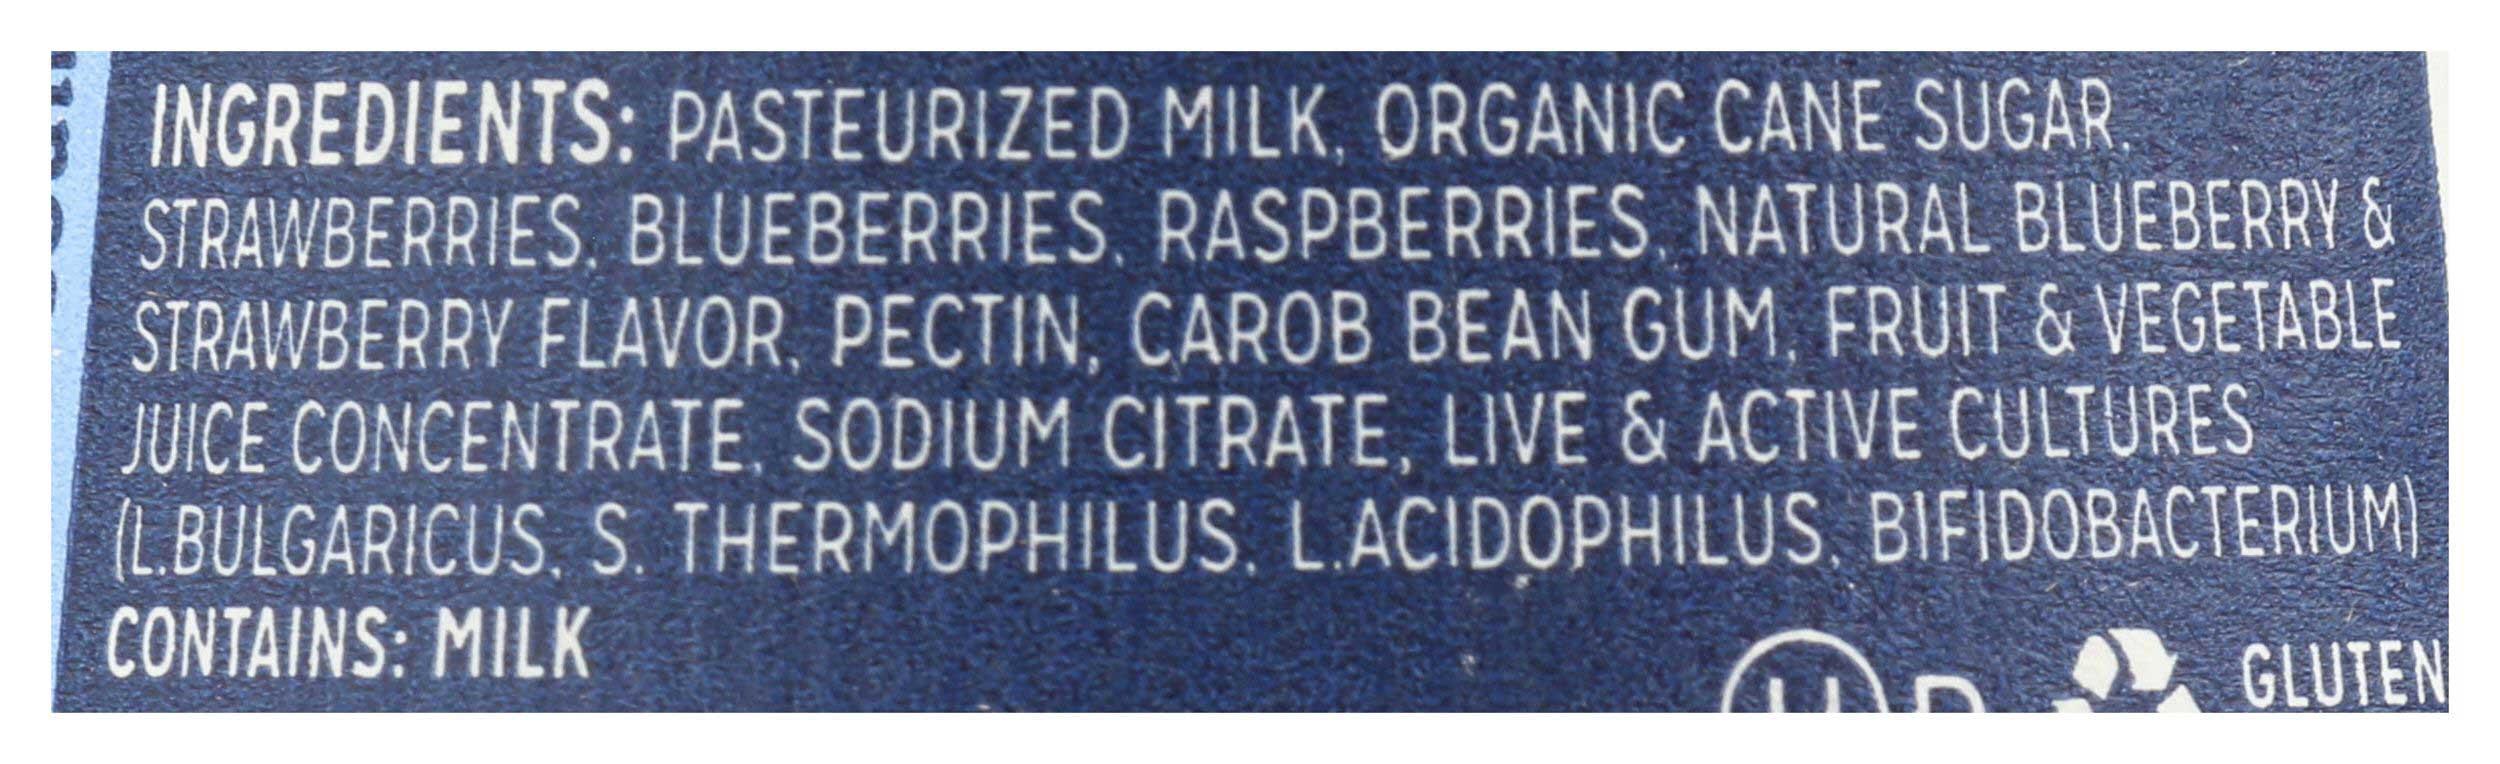 INGREDIENTS: PASTEURIZED MILK, ORGANIC CANE SUGAR,
STRAWBERRIES, BLUEBERRIES, RASPBERRIES, NATURAL BLUEBERRY &
STRAWBERRY FLAVOR, PECTIN, CAROB BEAN GUM, FRUIT & VEGETABLE
JUICE CONCENTRATE, SODIUM CITRATE, LIVE & ACTIVE CULTURES
(L.BULGARICUS, S. THERMOPHILUS, L.ACIDOPHILUS, BIFIDOBACTERIUM)
CONTAINS: MILK
U D GLUTEN